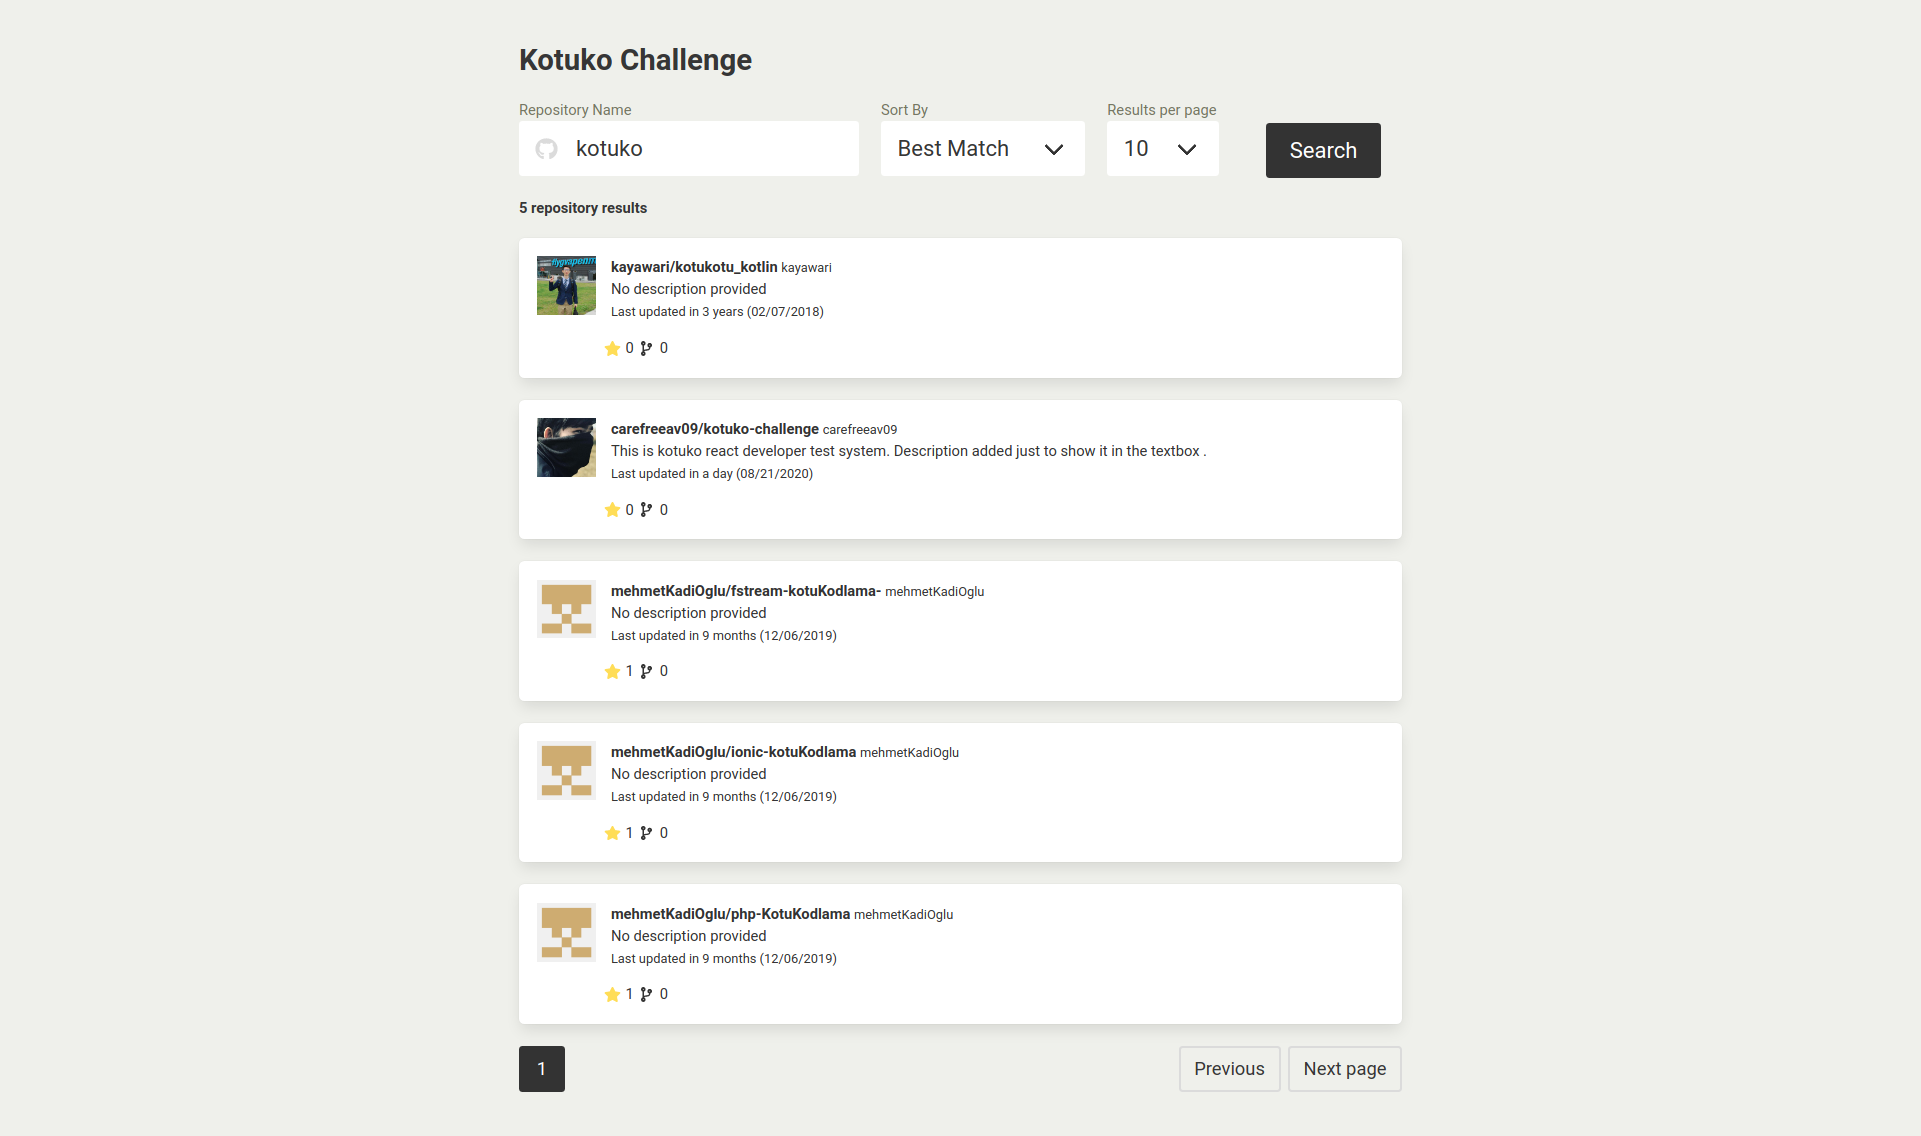 Kotuko Challenge
Repository Name
Sort By
Results per page
kotuko
Best Match
10
Search
5 repository results
kayawari/kotukotu_kotlin kayawari
No description provided
Last updated in 3 years (02/07/2018)
0 0
carefreeav09/kotuko-challenge carefreeav09
This is kotuko react developer test system. Description added just to show it in the textbox .
Last updated in a day (08/21/2020)
0 0
mehmetKadiOglu/fstream-kotuKodlama- mehmetKadiOglu
No description provided
Last updated in 9 months (12/06/2019)
1 0
mehmetKadiOglu/ionic-kotuKodlama mehmetKadiOglu
No description provided
Last updated in 9 months (12/06/2019)
1 0
mehmetKadiOglu/php-KotuKodlama mehmetKadiOglu
No description provided
Last updated in 9 months (12/06/2019)
1 0
1
Previous
Next page